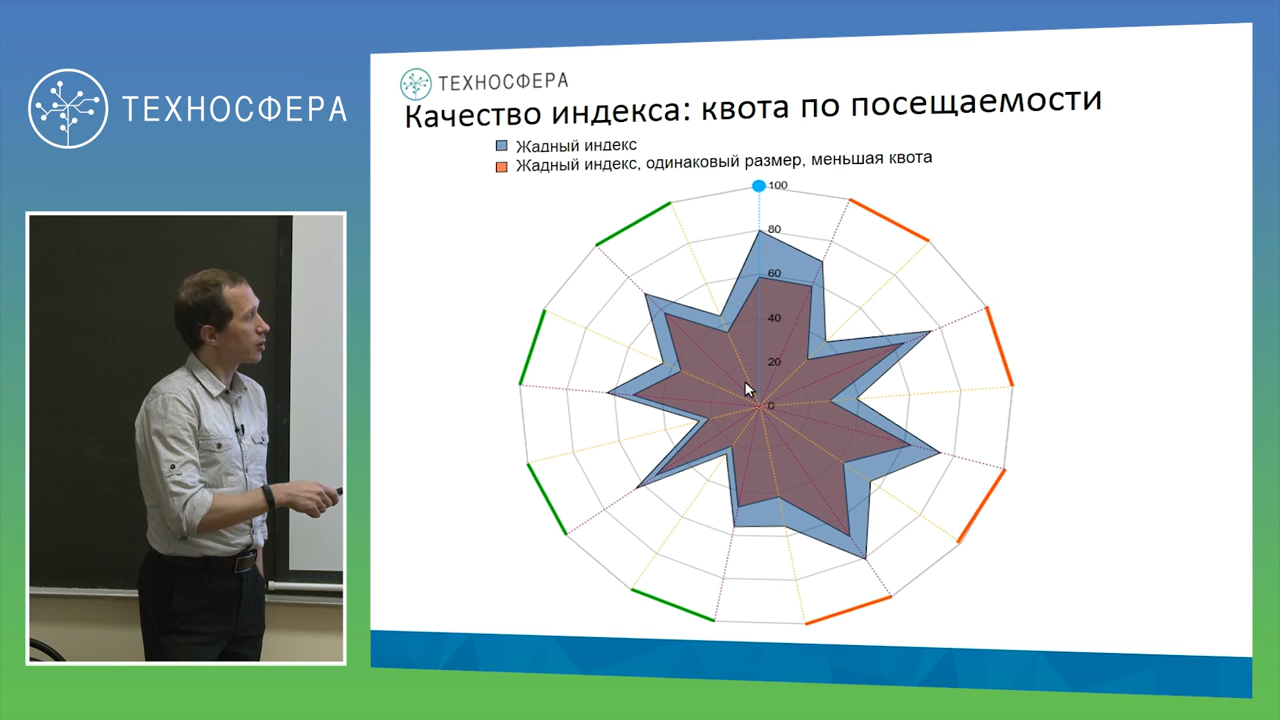 ТЕХНОСФЕРА
ТЕХНОСФЕРА
Качество индекса: квота по посещаемости
Жадный индекс
Жадный индекс, одинаковый размер, меньшая квота
100
80
60
40
20
0